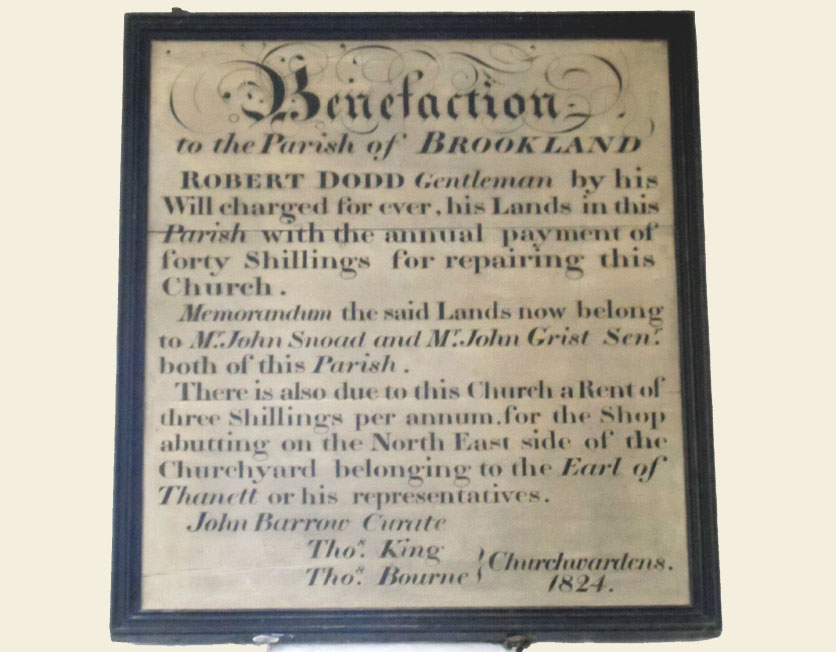 Benefaction
to the Parish of BROOKLAND
ROBERT DODD Gentleman by his
Will charged for ever, his Lands in this
Parish with the annual payment of
forty Shillings for repairing this
Church.
Memorandum the said Lands now belong
to Mr. John Snoad and Mr. John Grist Senr.
both of this Parish.
There is also due to this Church a Rent of
three Shillings per annum, for the Shop
abutting on the North East side of the
Churchyard belonging to the Earl of
Thanett or his representatives.
John Barrow Curate
Thos. King
Thos. Bourne } Churchwardens.
1824.